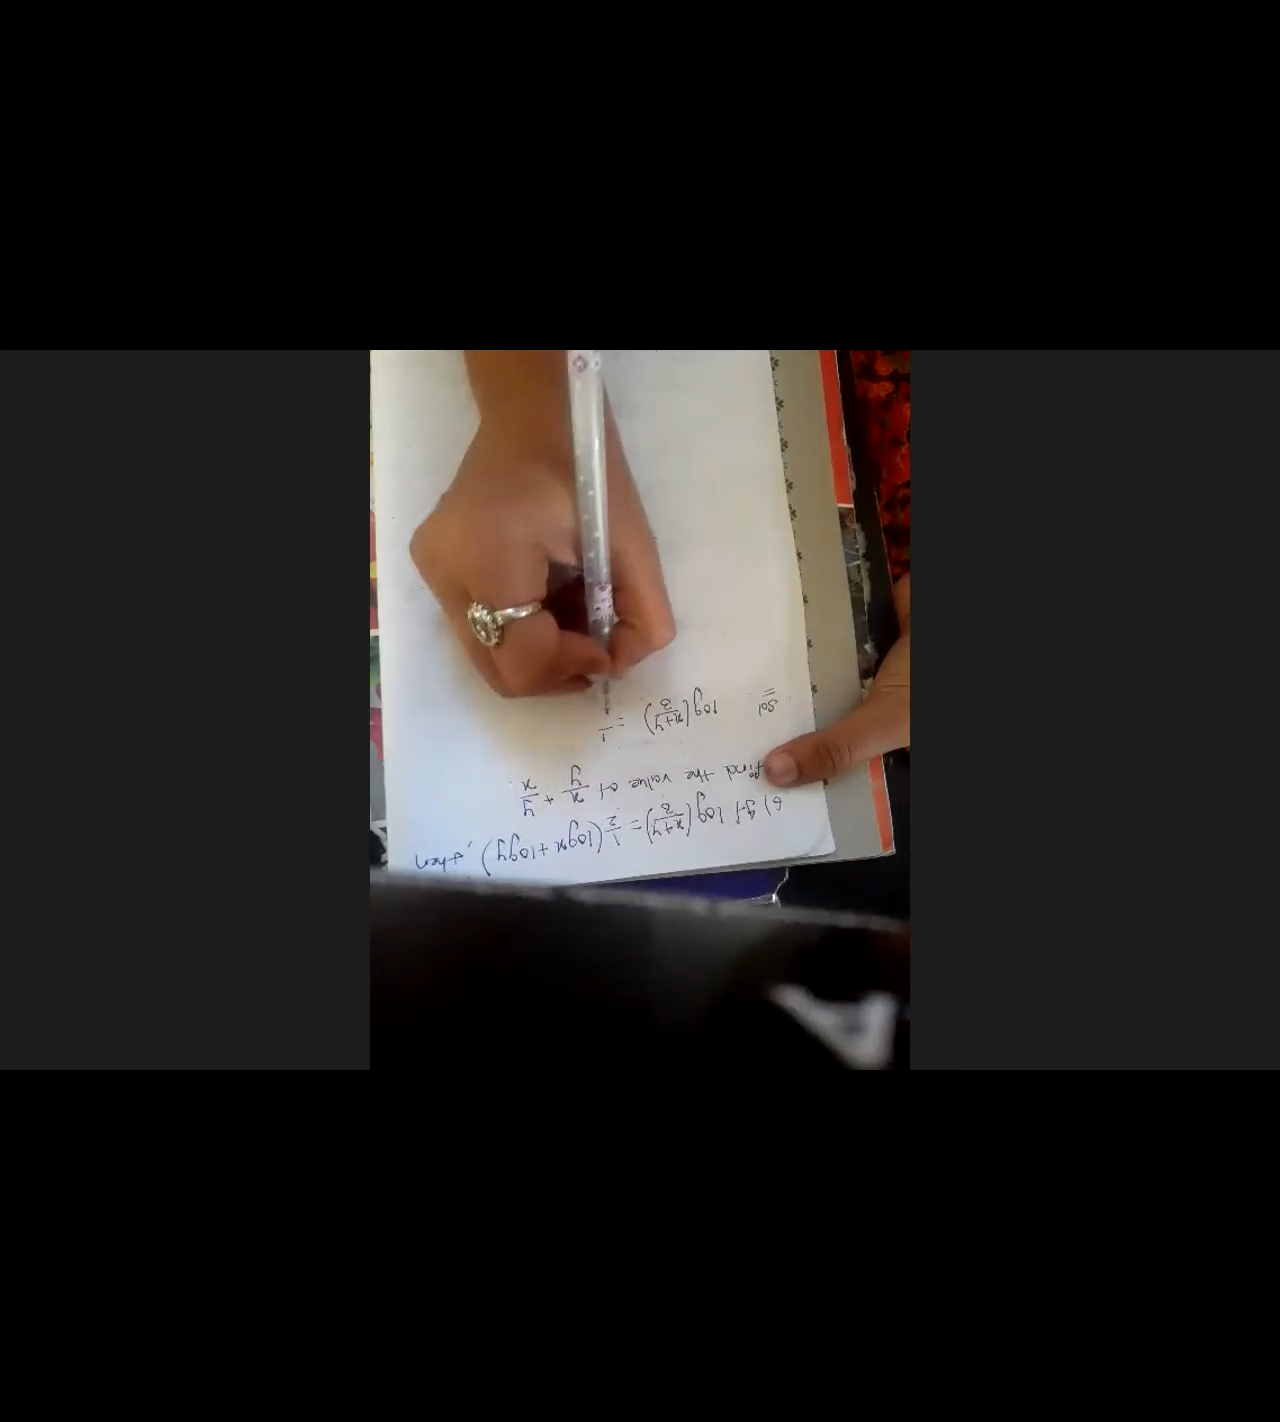 6) If log(x+y/3) = 1/2 (logx + logy), then
find the value of x/y + y/x.
Sol log(x+y/3) = 1